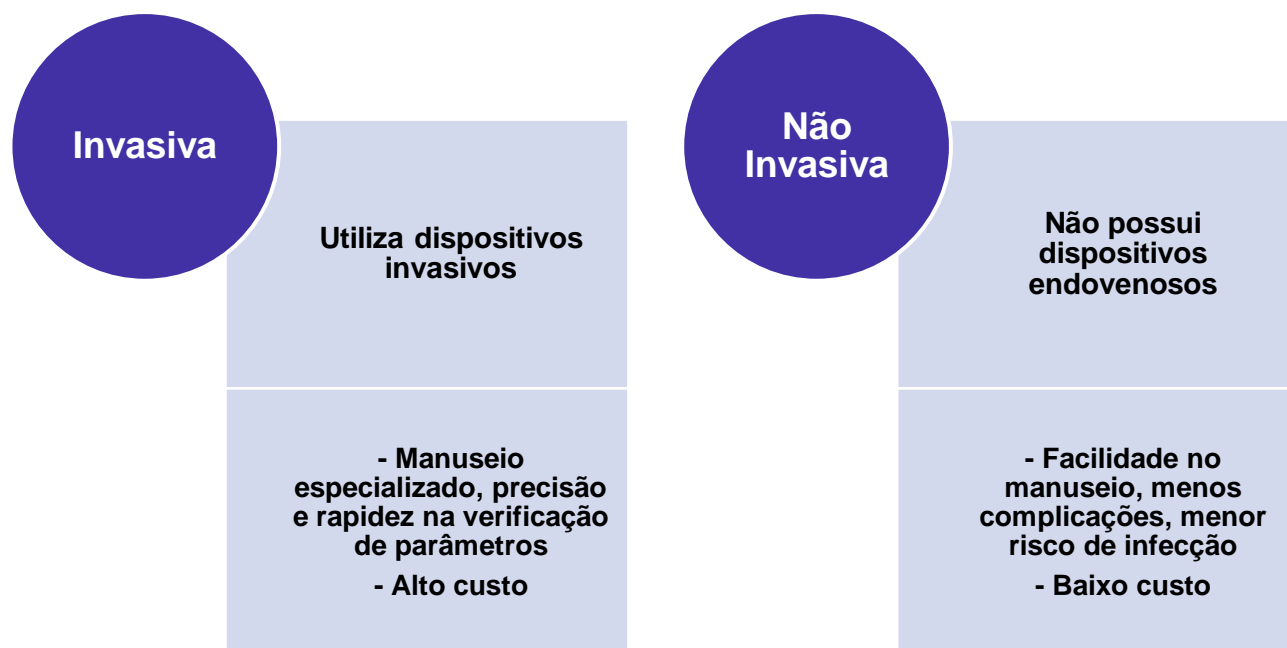 Invasiva
Utiliza dispositivos
invasivos
- Manuseio
especializado, precisão
e rapidez na verificação
de parâmetros
- Alto custo
Não
Invasiva
Não possui
dispositivos
endovenosos
- Facilidade no
manuseio, menos
complicações, menor
risco de infecção
- Baixo custo